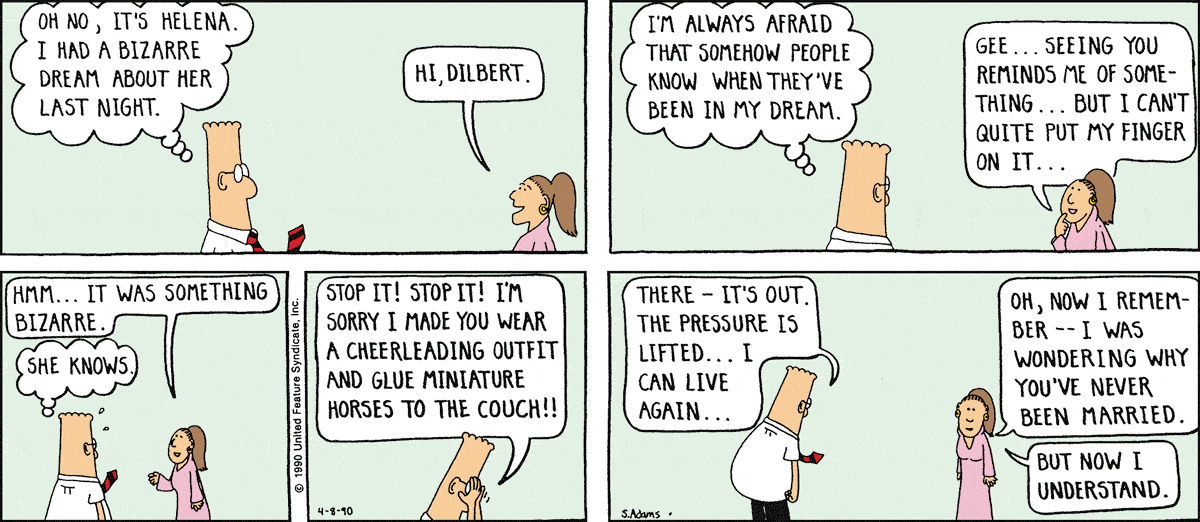 OH NO, IT'S HELENA.
I HAD A BIZARRE
DREAM ABOUT HER
LAST NIGHT.
HI, DILBERT.
I'M ALWAYS AFRAID
THAT SOMEHOW PEOPLE
KNOW WHEN THEY'VE
BEEN IN MY DREAM.
GEE... SEEING YOU
REMINDS ME OF SOME-
THING... BUT I CAN'T
QUITE PUT MY FINGER
ON IT...
HMM... IT WAS SOMETHING
BIZARRE.
SHE KNOWS.
© 1990 United Feature Syndicate, Inc.
STOP IT! STOP IT! I'M
SORRY I MADE YOU WEAR
A CHEERLEADING OUTFIT
AND GLUE MINIATURE
HORSES TO THE COUCH!!
4-8-90
THERE - IT'S OUT.
THE PRESSURE IS
LIFTED... I
CAN LIVE
AGAIN...
OH, NOW I REMEM-
BER -- I WAS
WONDERING WHY
YOU'VE NEVER
BEEN MARRIED.
BUT NOW I
UNDERSTAND.
S.Adams